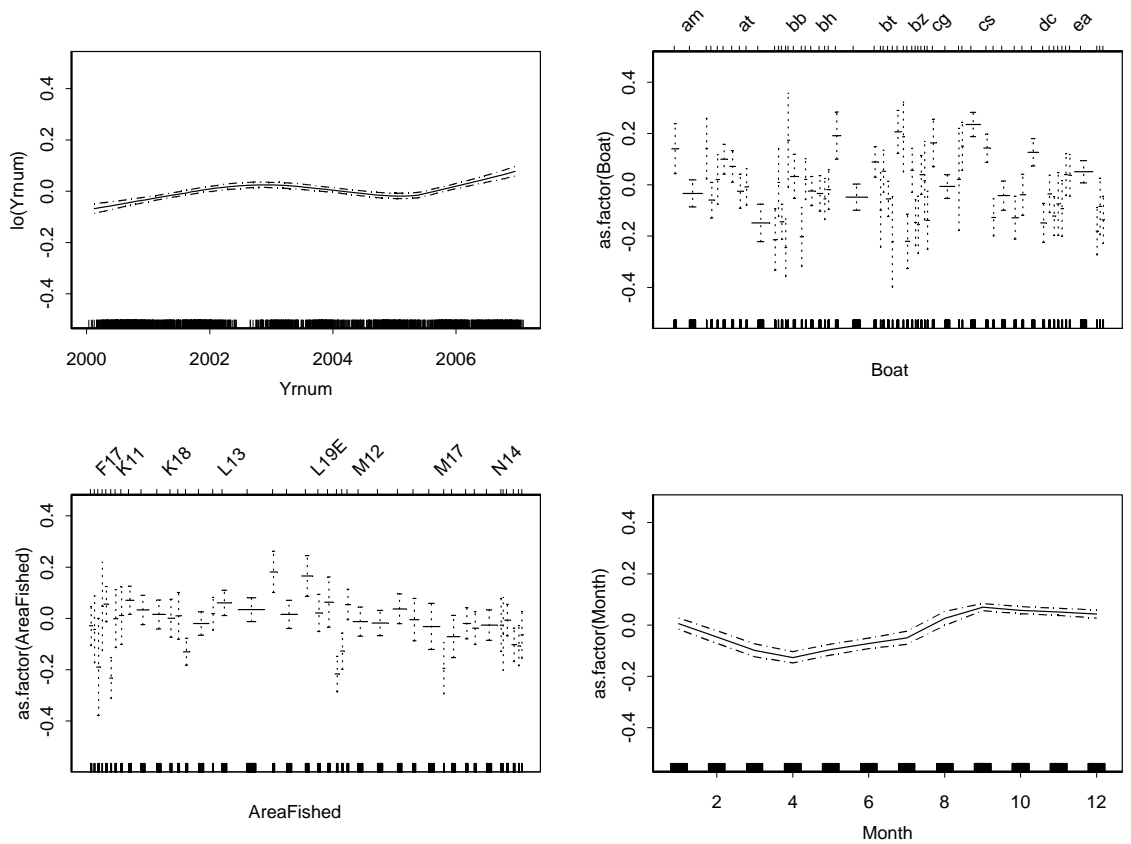 lo(Yrnum)
0.4
0.2
0.0
-0.2
-0.4
2000 2002 2004 2006
Yrnum
am at bb bh bt bz cg cs dc ea
as.factor(Boat)
0.4
0.2
0.0
-0.2
-0.4
Boat
F17 K11 K18 L13 L19E M12 M17 N14
as.factor(AreaFished)
0.4
0.2
0.0
-0.2
-0.4
AreaFished
as.factor(Month)
0.4
0.2
0.0
-0.2
-0.4
2 4 6 8 10 12
Month